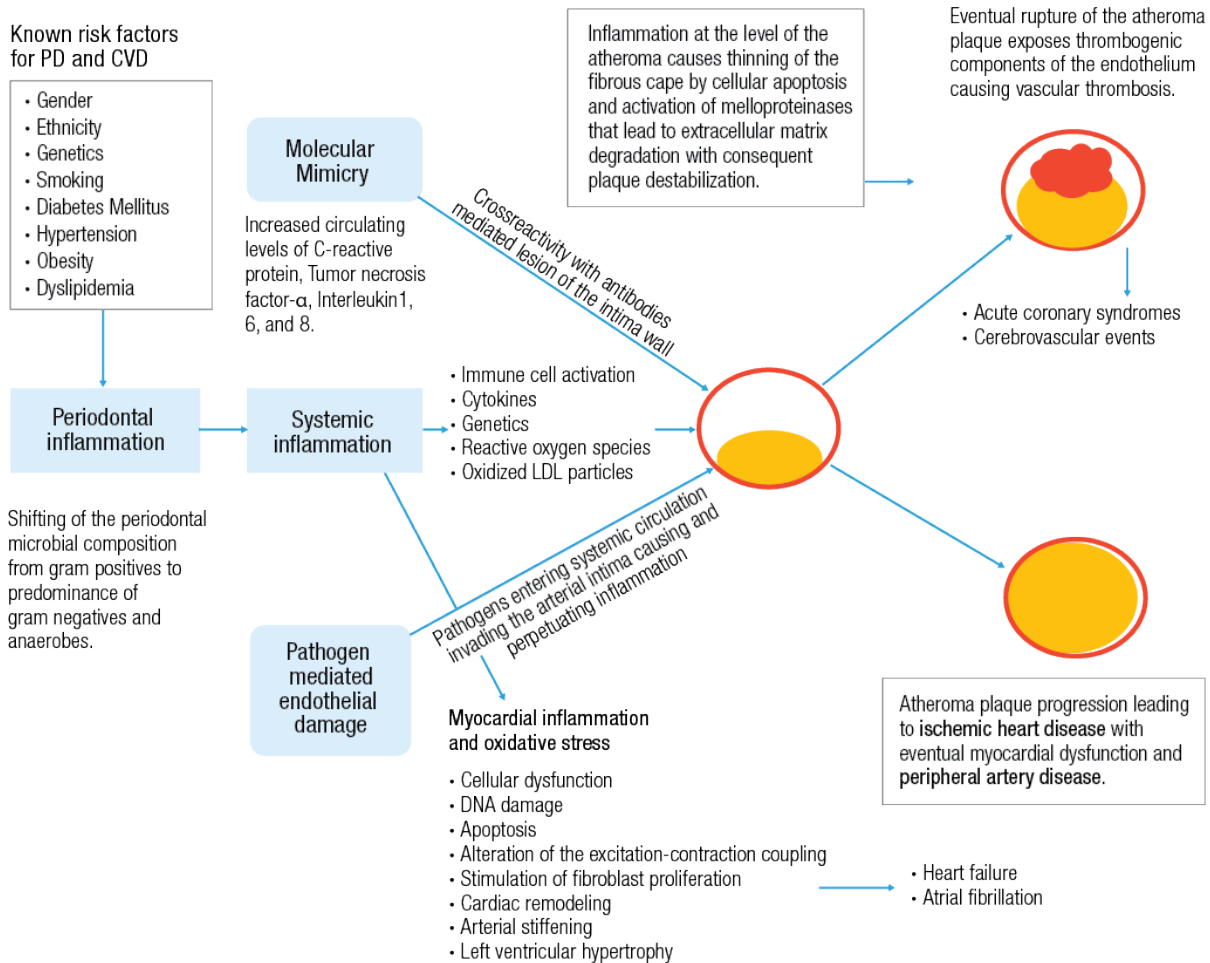 Known risk factors
for PD and CVD
• Gender
• Ethnicity
• Genetics
• Smoking
• Diabetes Mellitus
• Hypertension
• Obesity
• Dyslipidemia
Periodontal
inflammation
Shifting of the periodontal
microbial composition
from gram positives to
predominance of
gram negatives and
anaerobes.
Molecular
Mimicry
Increased circulating
levels of C-reactive
protein, Tumor necrosis
factor-α, Interleukin1,
6, and 8.
Systemic
inflammation
Pathogen
mediated
endothelial
damage
Crossreactivity with antibodies
mediated lesion of the intima wall
• Immune cell activation
• Cytokines
• Genetics
• Reactive oxygen species
• Oxidized LDL particles
Pathogens entering systemic circulation
invading the arterial intima causing and
perpetuating inflammation
Myocardial inflammation
and oxidative stress
• Cellular dysfunction
• DNA damage
• Apoptosis
• Alteration of the excitation-contraction coupling
• Stimulation of fibroblast proliferation
• Cardiac remodeling
• Arterial stiffening
• Left ventricular hypertrophy
• Heart failure
• Atrial fibrillation
Inflammation at the level of the
atheroma causes thinning of the
fibrous cape by cellular apoptosis
and activation of melloproteinases
that lead to extracellular matrix
degradation with consequent
plaque destabilization.
Eventual rupture of the atheroma
plaque exposes thrombogenic
components of the endothelium
causing vascular thrombosis.
• Acute coronary syndromes
• Cerebrovascular events
Atheroma plaque progression leading
to ischemic heart disease with
eventual myocardial dysfunction and
peripheral artery disease.